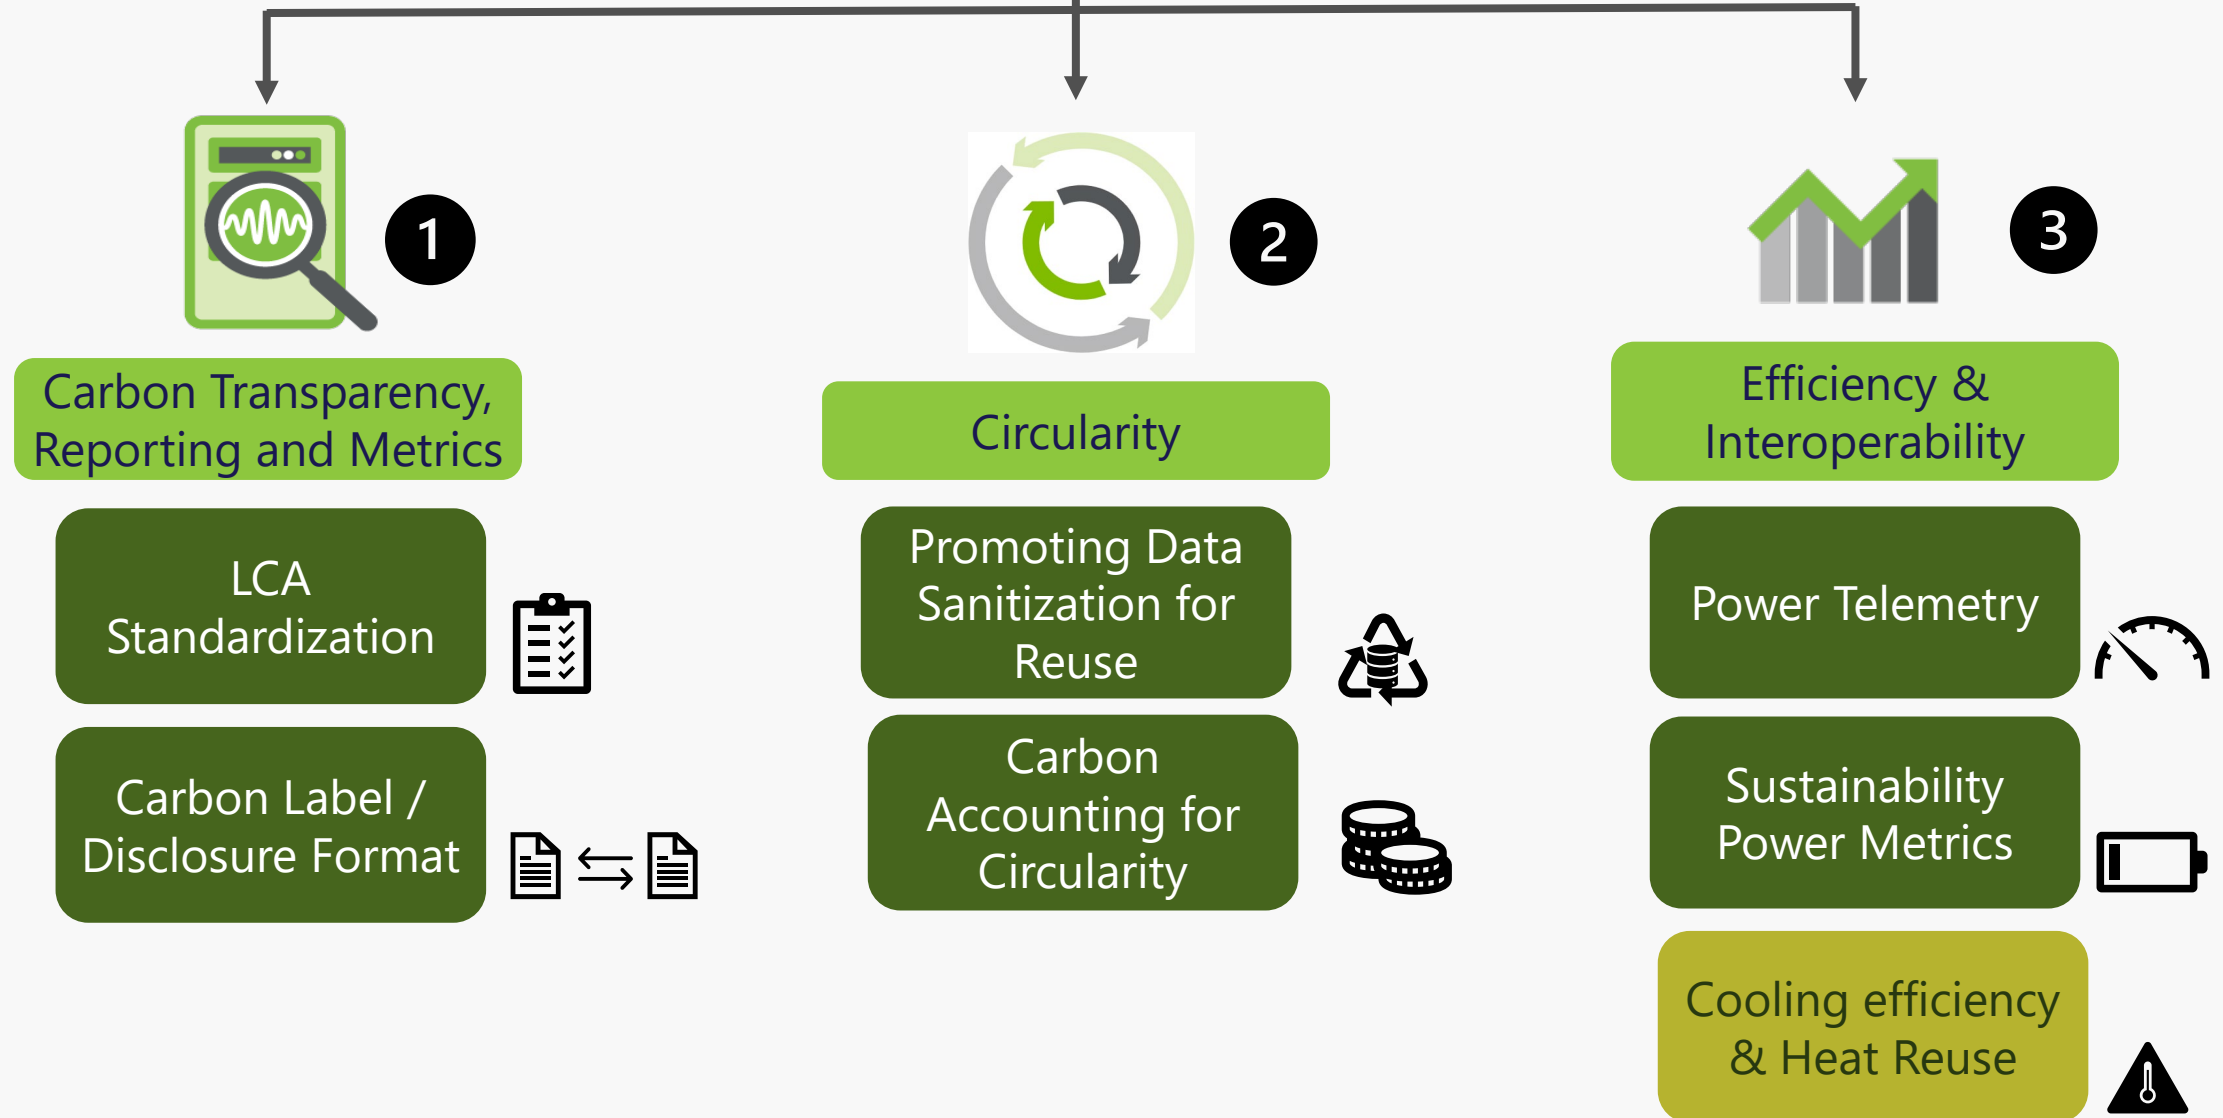 1
Carbon Transparency,
Reporting and Metrics
LCA
Standardization
Carbon Label /
Disclosure Format
2
Circularity
Promoting Data
Sanitization for
Reuse
Carbon
Accounting for
Circularity
3
Efficiency &
Interoperability
Power Telemetry
Sustainability
Power Metrics
Cooling efficiency
& Heat Reuse